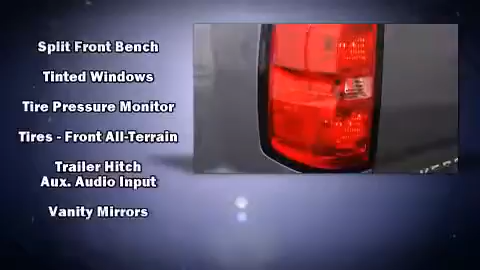 Split Front Bench
Tinted Windows
Tire Pressure Monitor
Tires - Front All-Terrain
Trailer Hitch
Aux. Audio Input
Vanity Mirrors